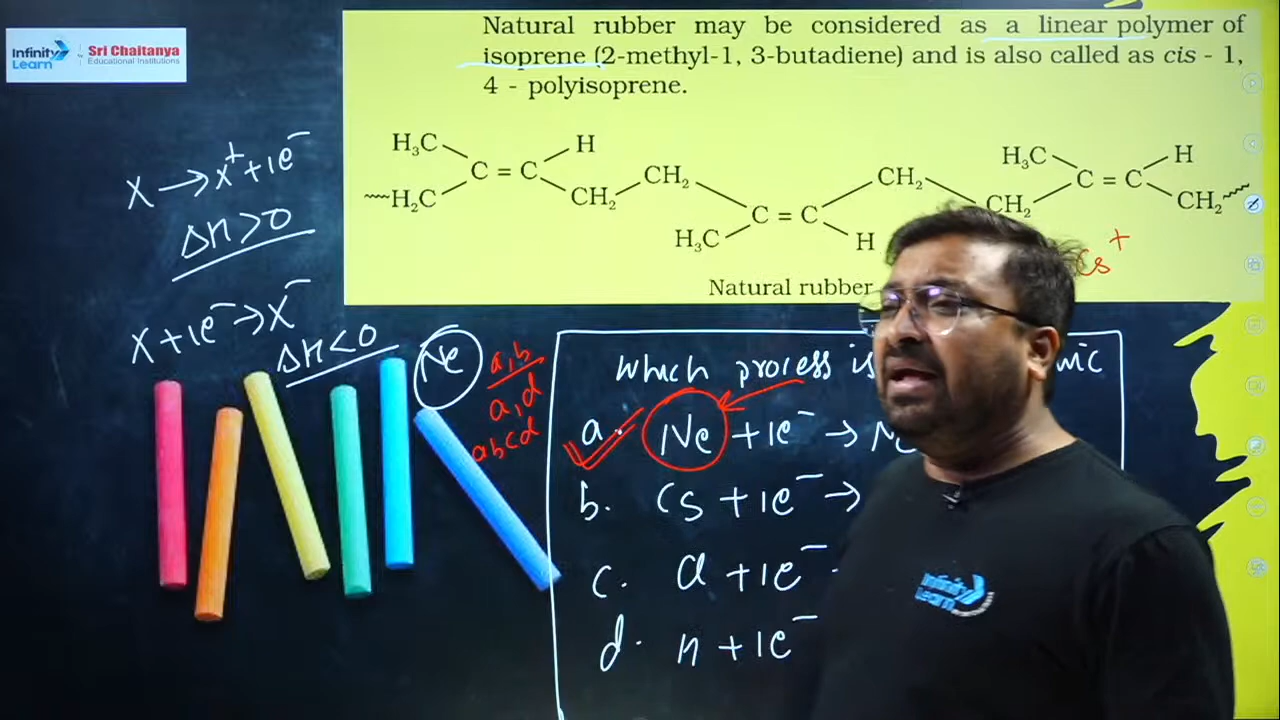 Infinity Learn
by
Sri Chaitanya
Educational Institutions
Natural rubber may be considered as a linear polymer of
isoprene (2-methyl-1, 3-butadiene) and is also called as cis - 1,
4 - polyisoprene.
H₃C H CH₂ CH₂ H₃C H
C = C C = C
H₂C CH₂ CH₂ CH₂
C = C
H₃C H
Natural rubber
X → X⁺ + 1e⁻
ΔH > 0
X + 1e⁻ → X⁻
ΔH < 0
Ne
a, b
a, d
abcd
Cs⁺
Which process is
a. Ne + 1e⁻ →
b. Cs + 1e⁻ →
c. + 1e⁻
d. + 1e⁻
Infinity
Learn